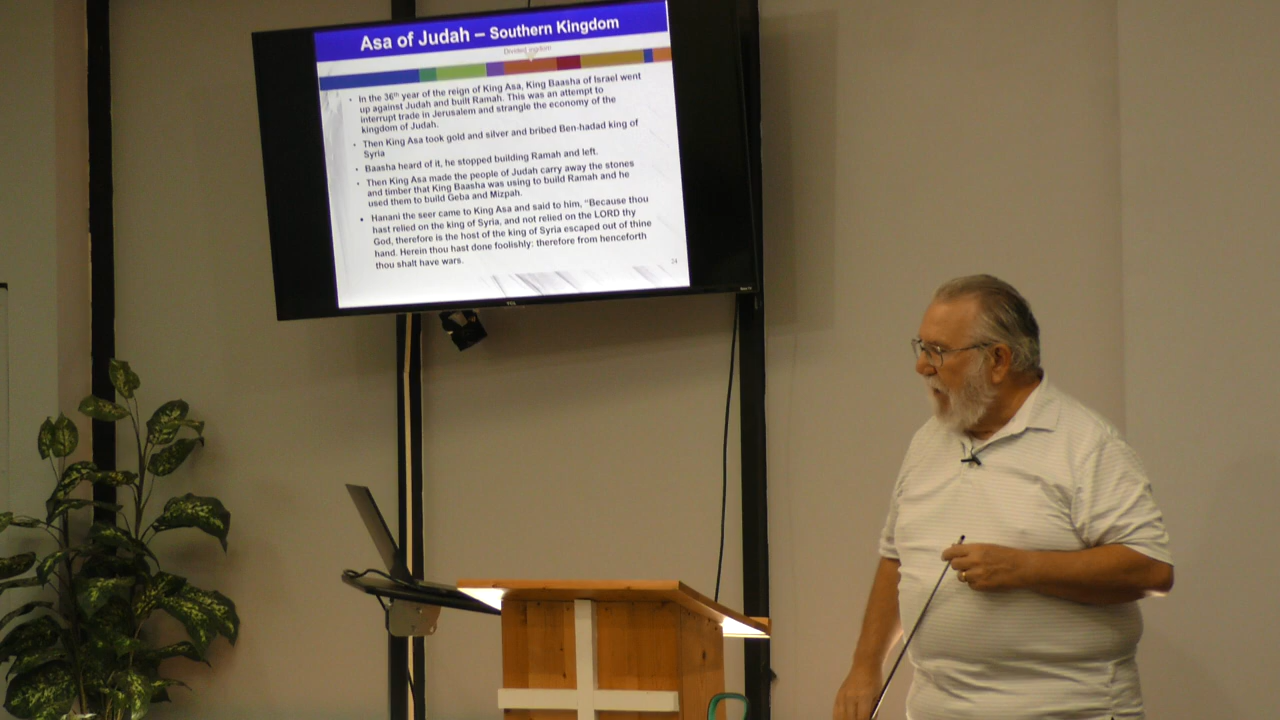 Asa of Judah – Southern Kingdom
Divided Kingdom
• In the 36th year of the reign of King Asa, King Baasha of Israel went
up against Judah and built Ramah. This was an attempt to
interrupt trade in Jerusalem and strangle the economy of the
kingdom of Judah.
• Then King Asa took gold and silver and bribed Ben-hadad king of
Syria
• Baasha heard of it, he stopped building Ramah and left.
• Then King Asa made the people of Judah carry away the stones
and timber that King Baasha was using to build Ramah and he
used them to build Geba and Mizpah.
• Hanani the seer came to King Asa and said to him, “Because thou
hast relied on the king of Syria, and not relied on the LORD thy
God, therefore is the host of the king of Syria escaped out of thine
hand. Herein thou hast done foolishly: therefore from henceforth
thou shalt have wars.
24
TCL
Roku TV